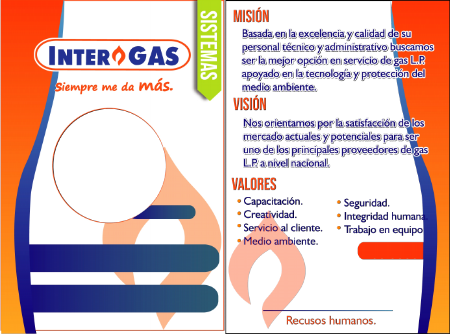 INTERGAS
Siempre me da más.
SISTEMAS
MISIÓN
Basada en la excelencia y calidad de su
personal técnico y administrativo buscamos
ser la mejor opción en servicio de gas L.P.
apoyado en la tecnología y protección del
medio ambiente.
VISIÓN
Nos orientamos por la satisfacción de los
mercado actuales y potenciales para ser
uno de los principales proveedores de gas
L.P. a nivel nacional.
VALORES
• Capacitación.
• Creatividad.
• Servicio al cliente.
• Medio ambiente.
• Seguridad.
• Integridad humana.
• Trabajo en equipo
Recusos humanos.